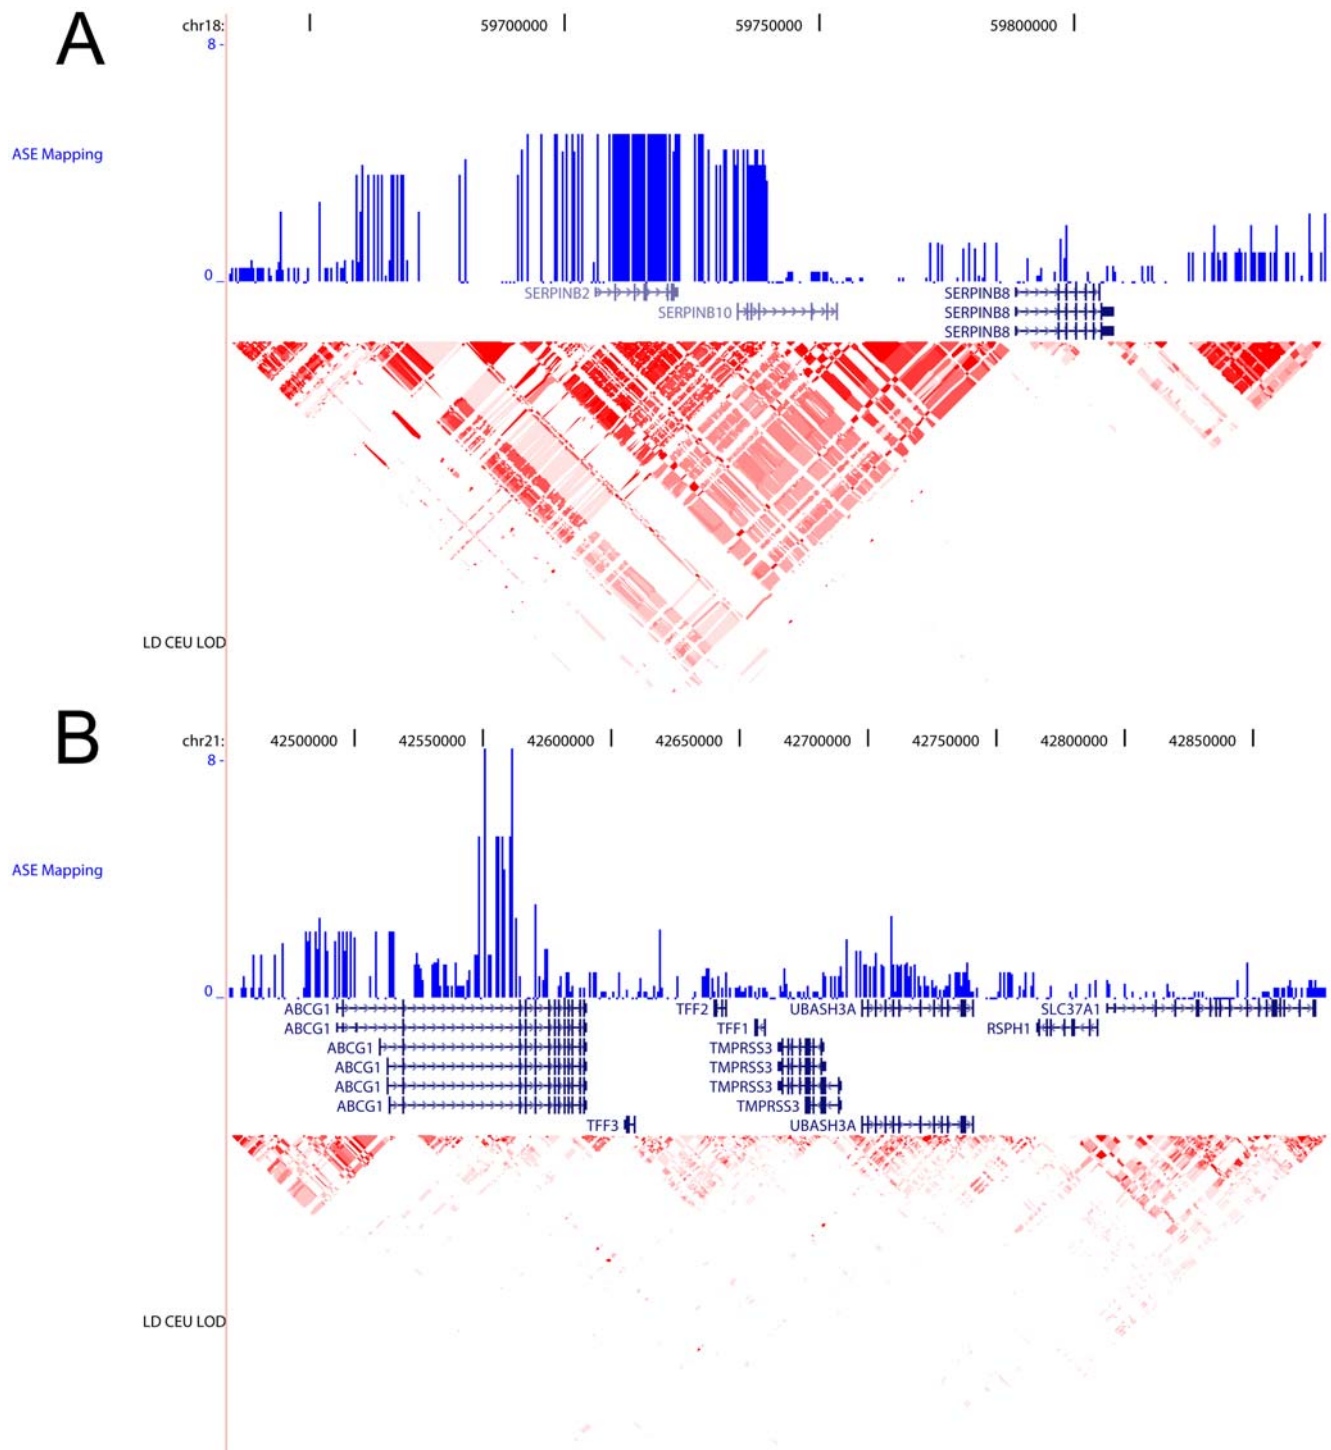 A
chr18: 59700000 59750000 59800000
8
ASE Mapping
0
SERPINB2
SERPINB10
SERPINB8
SERPINB8
SERPINB8
LD CEU LOD
B
chr21: 42500000 42550000 42600000 42650000 42700000 42750000 42800000 42850000
8
ASE Mapping
0
ABCG1 TFF2 UBASH3A SLC37A1
ABCG1 TFF1 RSPH1
ABCG1 TMPRSS3
ABCG1 TMPRSS3
ABCG1 TMPRSS3
ABCG1 TMPRSS3
TFF3 UBASH3A
LD CEU LOD